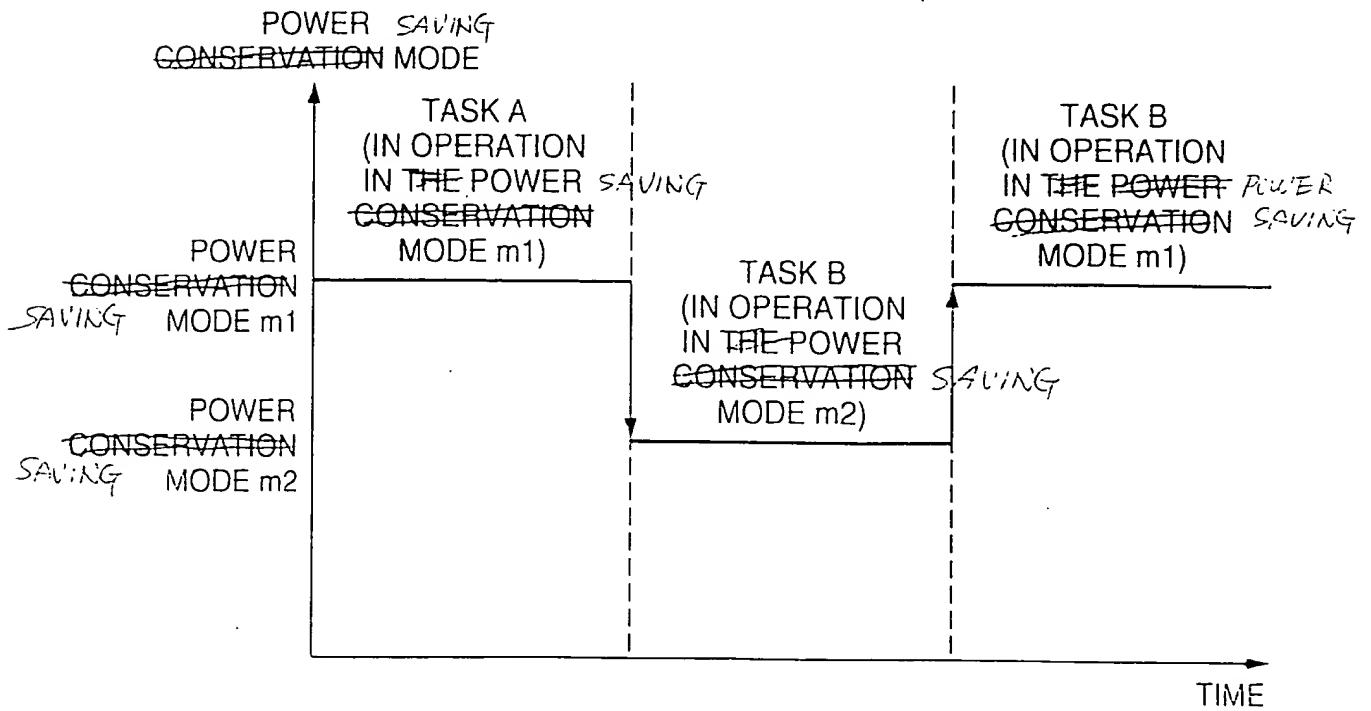 POWER SAVING
CONSERVATION MODE
TASK A
(IN OPERATION
IN THE POWER SAVING
CONSERVATION
MODE m1)
TASK B
(IN OPERATION
IN THE POWER POWER
CONSERVATION SAVING
MODE m1)
POWER
CONSERVATION
SAVING MODE m1
TASK B
(IN OPERATION
IN THE POWER
CONSERVATION SAVING
MODE m2)
POWER
CONSERVATION
SAVING MODE m2
TIME